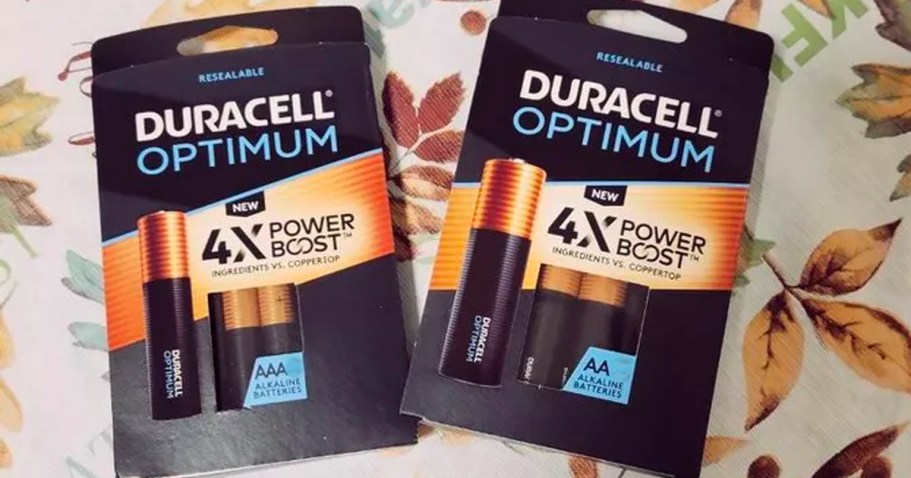 RESEALABLE
DURACELL®
OPTIMUM
NEW
4X POWER
BOOST™
INGREDIENTS VS. COPPERTOP
DURACELL
OPTIMUM
AAA
ALKALINE
BATTERIES
RESEALABLE
DURACELL®
OPTIMUM
NEW
4X POWER
BOOST™
INGREDIENTS VS. COPPERTOP
DURACELL
OPTIMUM
AA
ALKALINE
BATTERIES